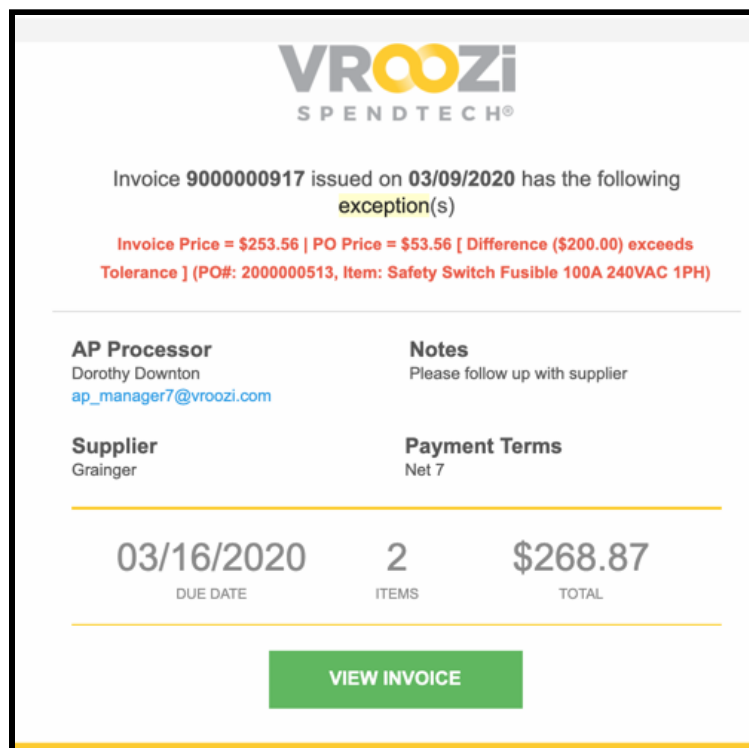 VROOZi
SPENDTECH®
Invoice 9000000917 issued on 03/09/2020 has the following
exception(s)
Invoice Price = $253.56 | PO Price = $53.56 [ Difference ($200.00) exceeds
Tolerance ] (PO#: 2000000513, Item: Safety Switch Fusible 100A 240VAC 1PH)
AP Processor
Dorothy Downton
ap_manager7@vroozi.com
Notes
Please follow up with supplier
Supplier
Grainger
Payment Terms
Net 7
03/16/2020
DUE DATE
2
ITEMS
$268.87
TOTAL
VIEW INVOICE